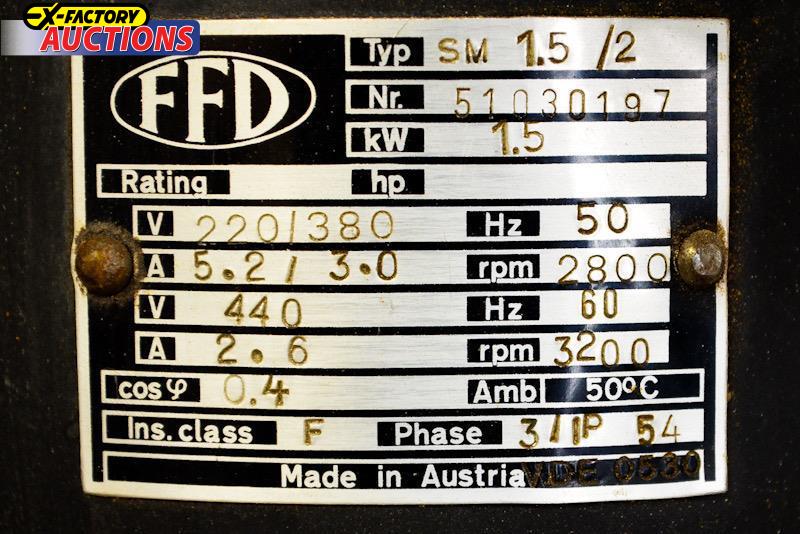 X-FACTORY
AUCTIONS
FFD
Typ SM 1.5 /2
Nr. 51030197
kW 1.5
Rating hp
V 220/380 Hz 50
A 5.2 / 3.0 rpm 2800
V 440 Hz 60
A 2.6 rpm 3200
cos φ 0.4 Amb 50°C
Ins. class F Phase 3 / IP 54
Made in Austria VDE 0530